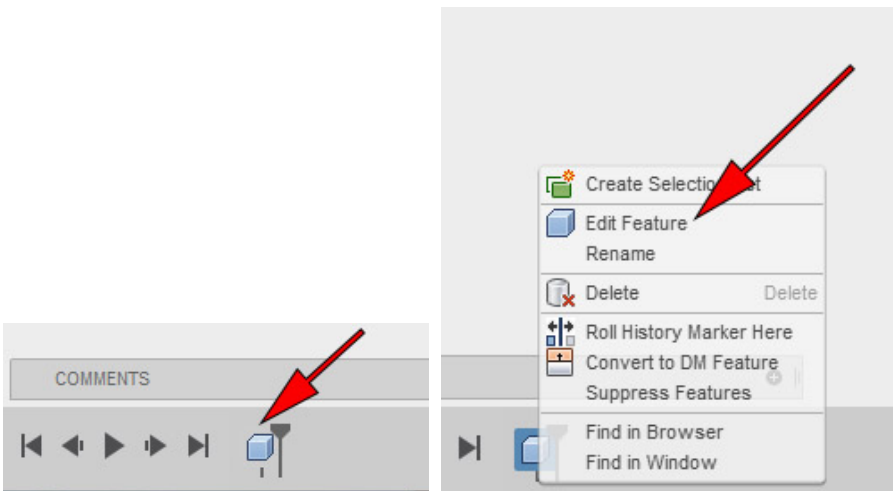 COMMENTS
Create Selection Set
Edit Feature
Rename
Delete Delete
Roll History Marker Here
Convert to DM Feature
Suppress Features
Find in Browser
Find in Window